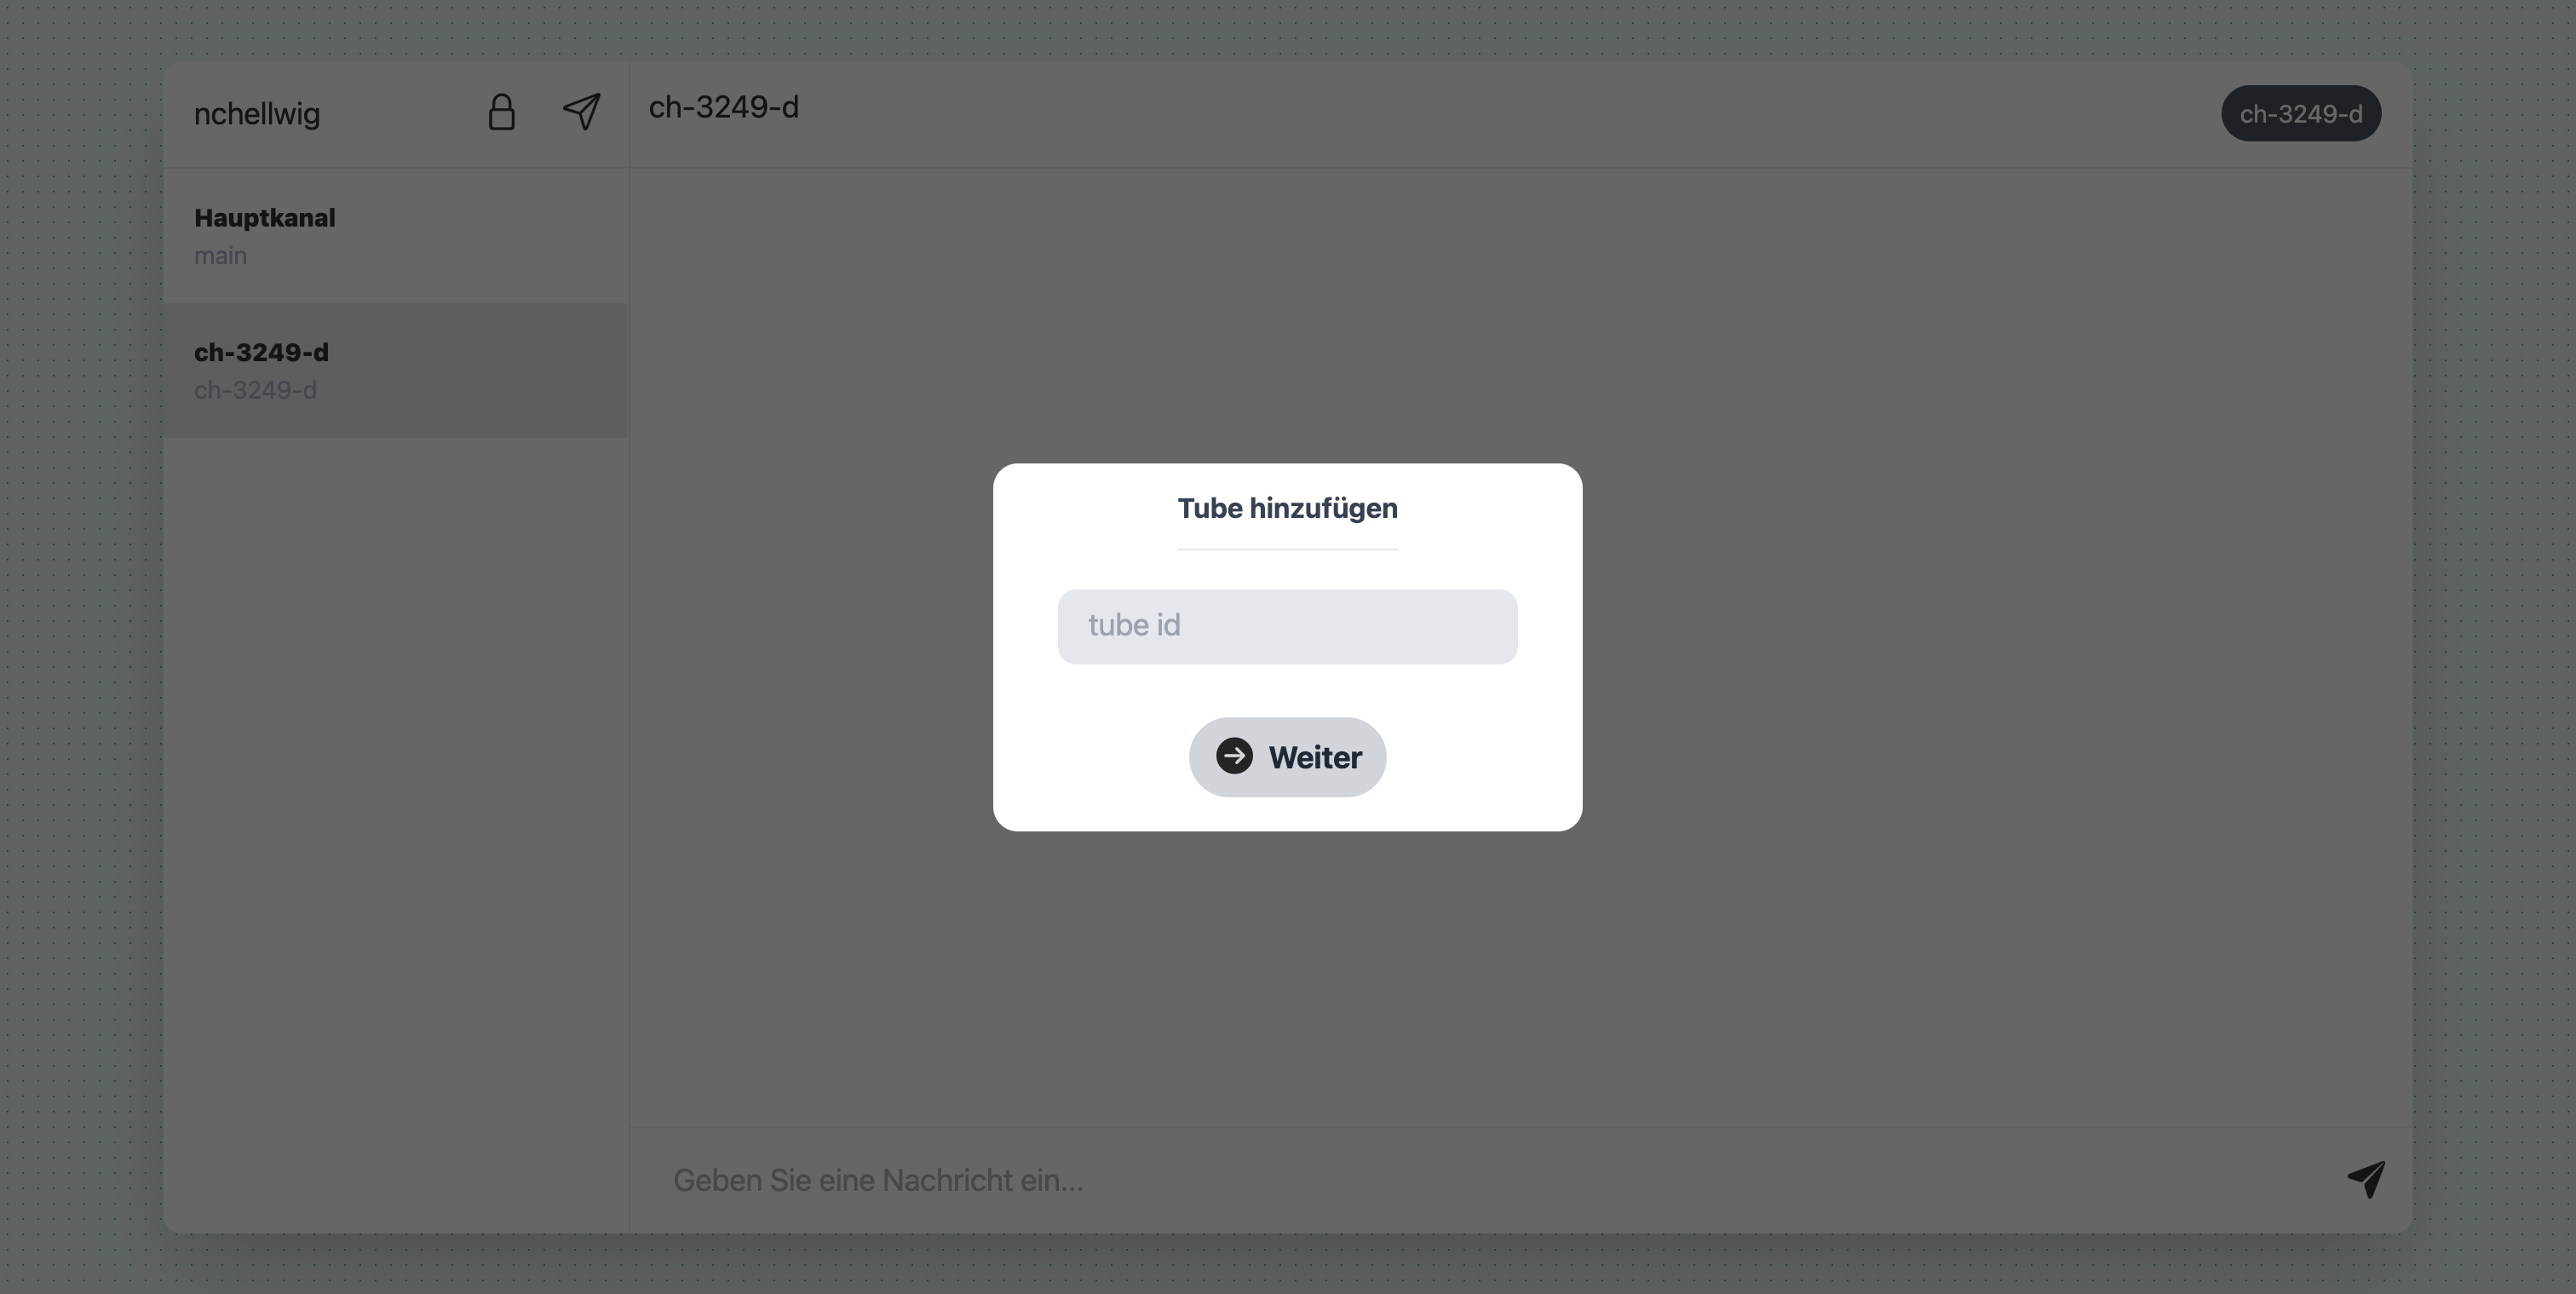 nchellwig
ch-3249-d
ch-3249-d
Hauptkanal
main
ch-3249-d
ch-3249-d
Tube hinzufügen
tube id
Weiter
Geben Sie eine Nachricht ein...